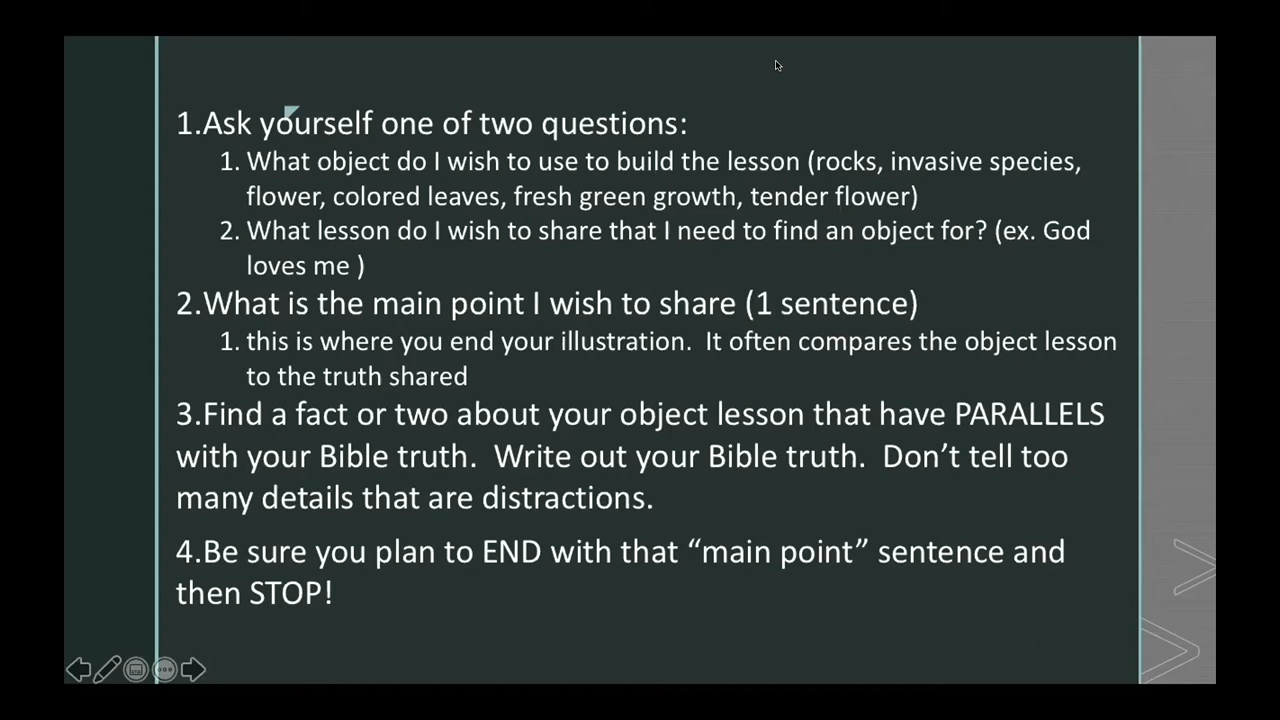 1.Ask yourself one of two questions:
1. What object do I wish to use to build the lesson (rocks, invasive species,
flower, colored leaves, fresh green growth, tender flower)
2. What lesson do I wish to share that I need to find an object for? (ex. God
loves me )
2.What is the main point I wish to share (1 sentence)
1. this is where you end your illustration.  It often compares the object lesson
to the truth shared
3.Find a fact or two about your object lesson that have PARALLELS
with your Bible truth.  Write out your Bible truth.  Don’t tell too
many details that are distractions.
4.Be sure you plan to END with that “main point” sentence and
then STOP!